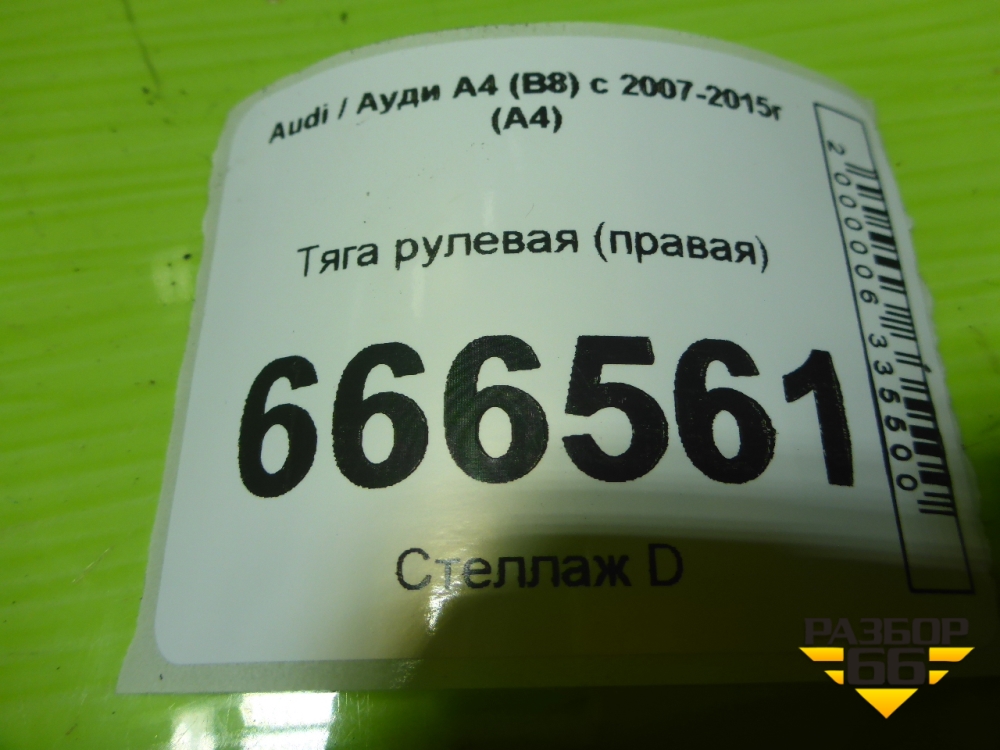 Audi / Ауди A4 (B8) с 2007-2015г
(A4)
Тяга рулевая (правая)
666561
Стеллаж D
2000006335500
РАЗБОР
66